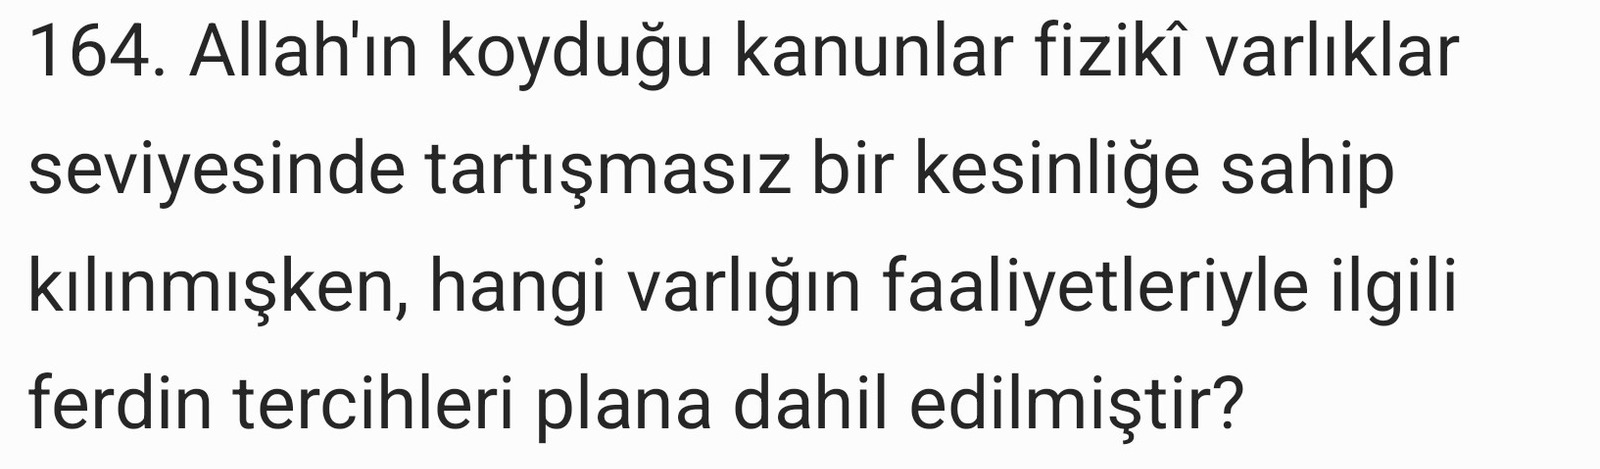 164. Allah'ın koyduğu kanunlar fizikî varlıklar
seviyesinde tartışmasız bir kesinliğe sahip
kılınmışken, hangi varlığın faaliyetleriyle ilgili
ferdin tercihleri plana dahil edilmiştir?